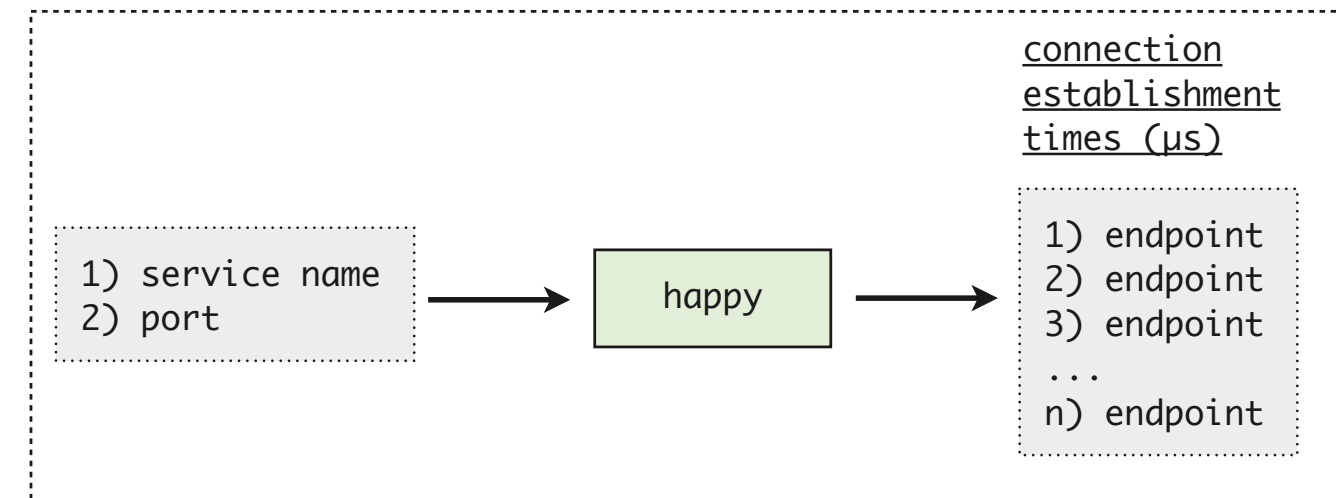 connection
establishment
times (µs)
1) service name
2) port
happy
1) endpoint
2) endpoint
3) endpoint
...
n) endpoint